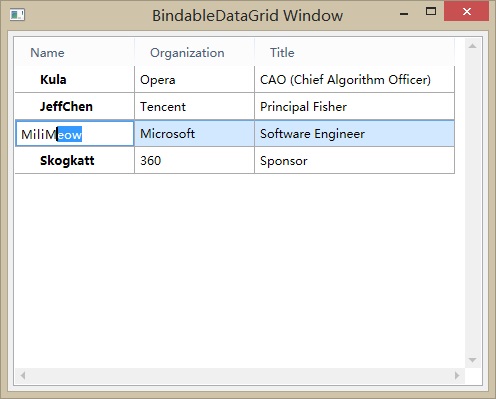 BindableDataGrid Window
Name Organization Title
Kula Opera CAO (Chief Algorithm Officer)
JeffChen Tencent Principal Fisher
MiliMeow Microsoft Software Engineer
Skogkatt 360 Sponsor